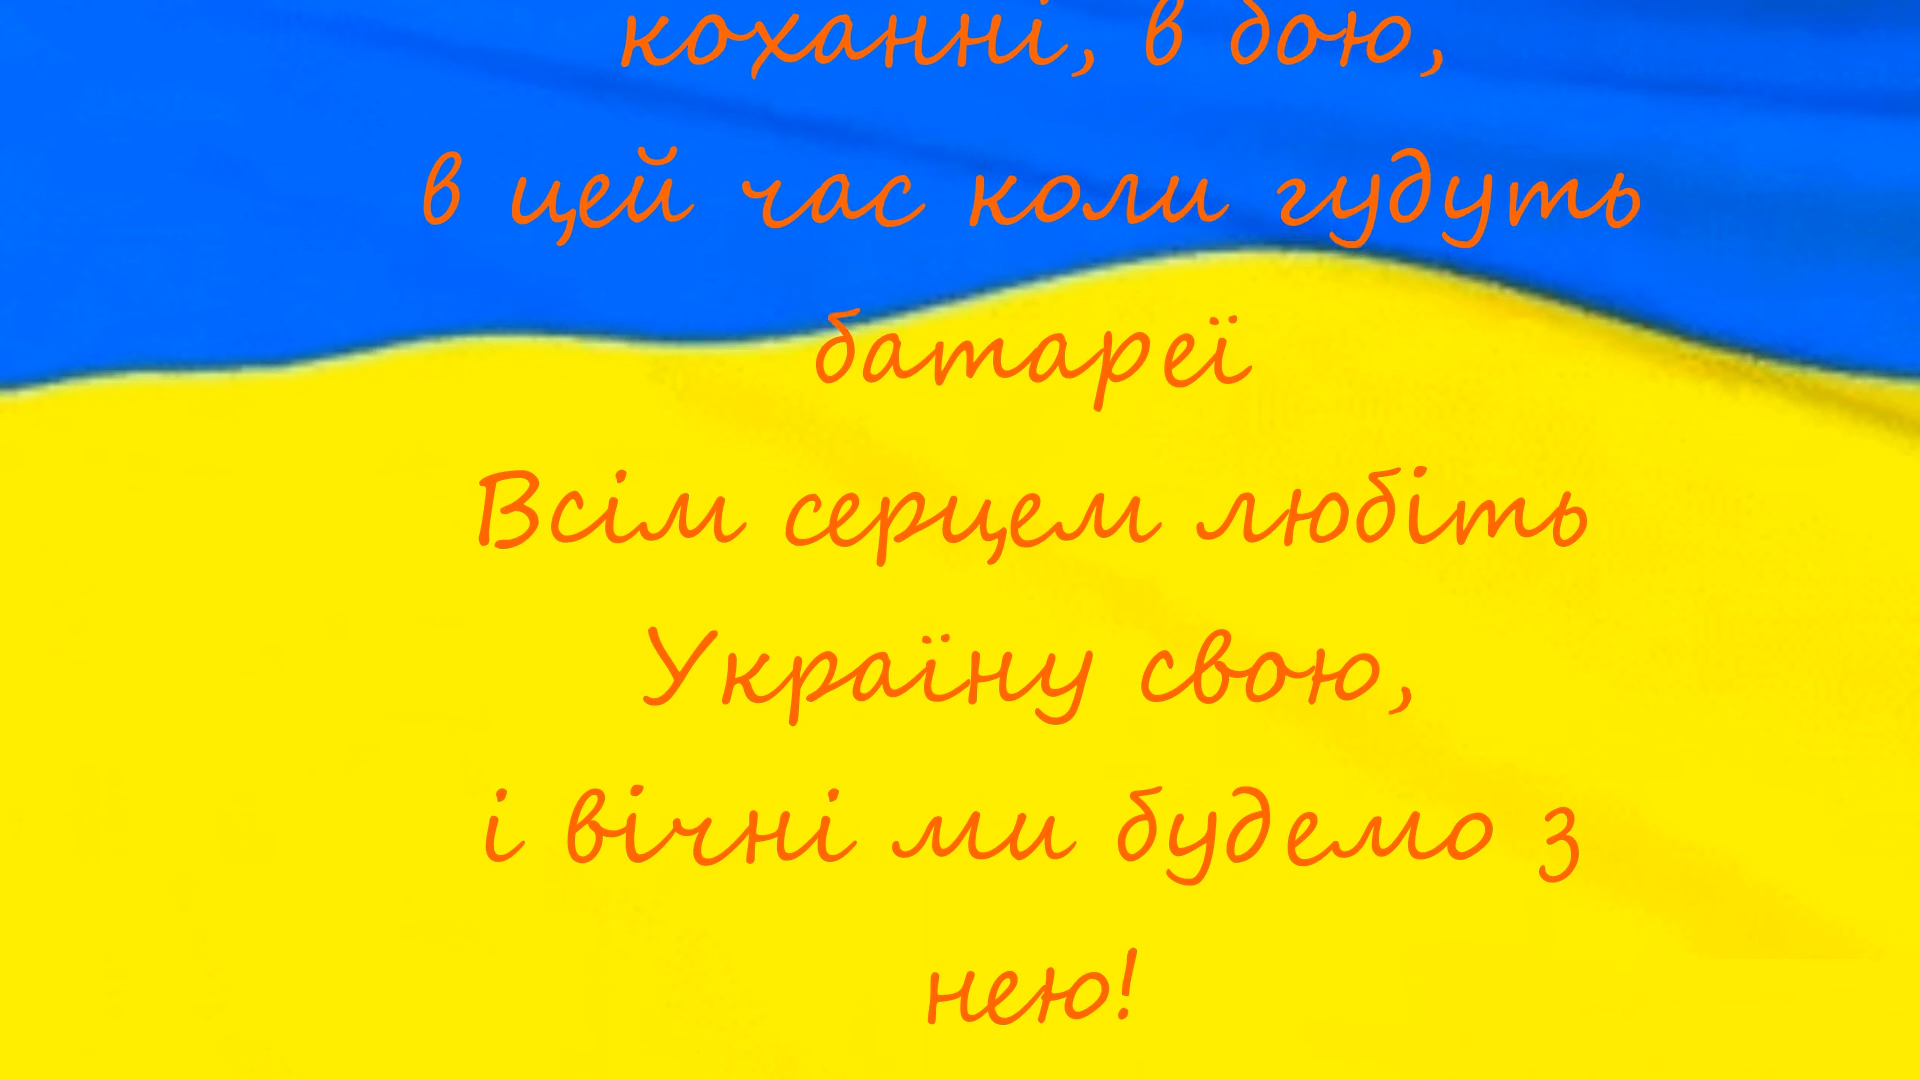 коханні, в бою,
в цей час коли гудуть
батареї
Всім серцем любіть
Україну свою,
і вічні ми будемо з
нею!